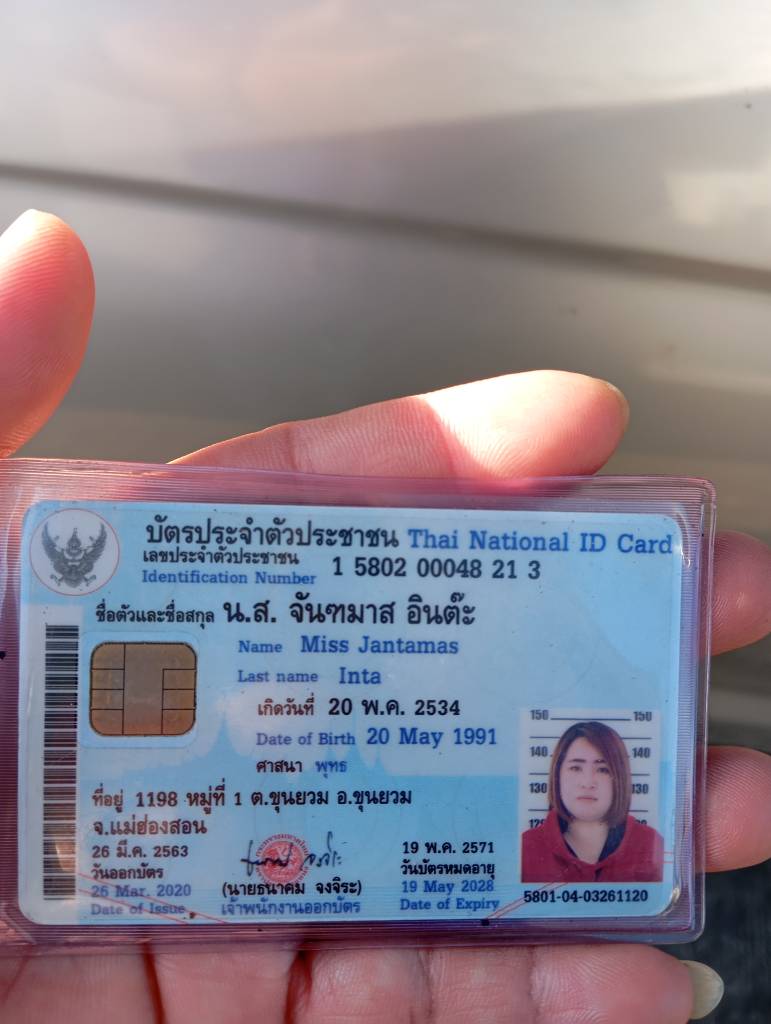 บัตรประจำตัวประชาชน Thai National ID Card
เลขประจำตัวประชาชน
Identification Number 1 5802 00048 21 3
ชื่อตัวและชื่อสกุล น.ส. จันฑมาส อินต๊ะ
Name Miss Jantamas
Last name Inta
เกิดวันที่ 20 พ.ค. 2534
Date of Birth 20 May 1991
ศาสนา พุทธ
ที่อยู่ 1198 หมู่ที่ 1 ต.ขุนยวม อ.ขุนยวม
จ.แม่ฮ่องสอน
26 มี.ค. 2563
วันออกบัตร
26 Mar. 2020
Date of Issue
(นายธนาคม จงจิระ)
เจ้าพนักงานออกบัตร
19 พ.ค. 2571
วันบัตรหมดอายุ
19 May 2028
Date of Expiry
150 150
140 140
130 130
5801-04-03261120